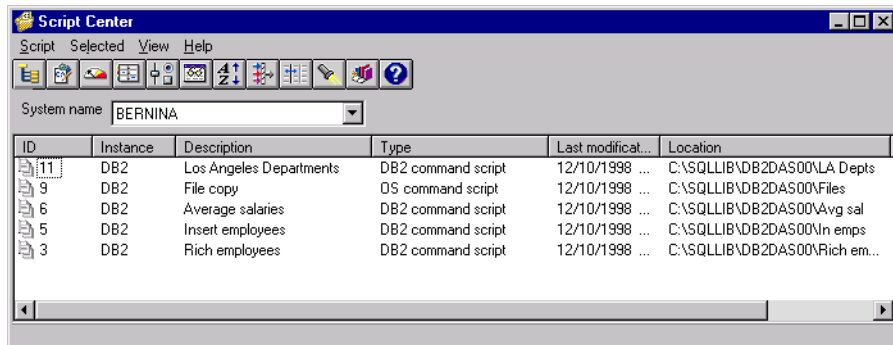 Script Center
Script Selected View Help
System name BERNINA
ID Instance Description Type Last modificat... Location
11 DB2 Los Angeles Departments DB2 command script 12/10/1998 ... C:\SQLLIB\DB2DAS00\LA Depts
9 DB2 File copy OS command script 12/10/1998 ... C:\SQLLIB\DB2DAS00\Files
6 DB2 Average salaries DB2 command script 12/10/1998 ... C:\SQLLIB\DB2DAS00\Avg sal
5 DB2 Insert employees DB2 command script 12/10/1998 ... C:\SQLLIB\DB2DAS00\In emps
3 DB2 Rich employees DB2 command script 12/10/1998 ... C:\SQLLIB\DB2DAS00\Rich em...